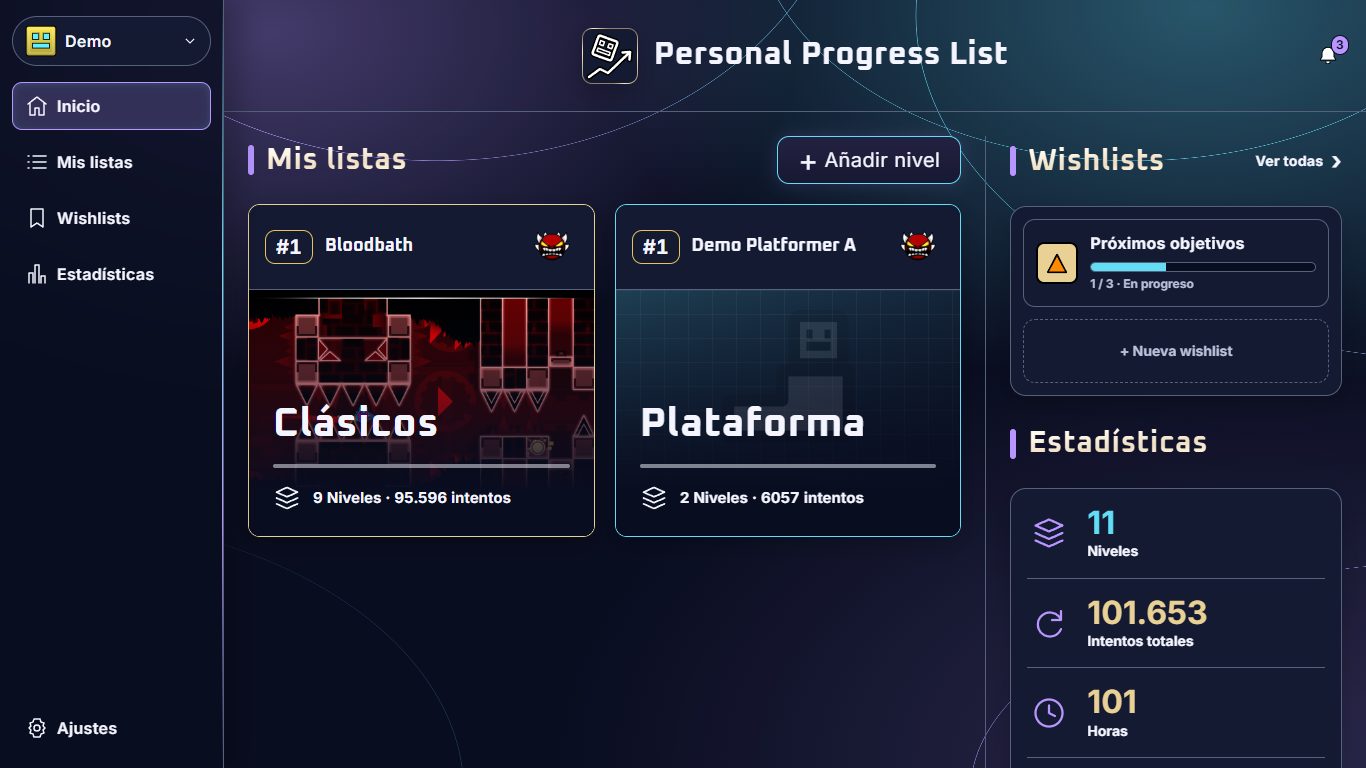 Demo
Inicio
Mis listas
Wishlists
Estadísticas
Ajustes
Personal Progress List
3
Mis listas
+ Añadir nivel
#1 Bloodbath
Clásicos
9 Niveles · 95.596 intentos
#1 Demo Platformer A
Plataforma
2 Niveles · 6057 intentos
Wishlists
Ver todas
Próximos objetivos
1 / 3 · En progreso
+ Nueva wishlist
Estadísticas
11
Niveles
101.653
Intentos totales
101
Horas